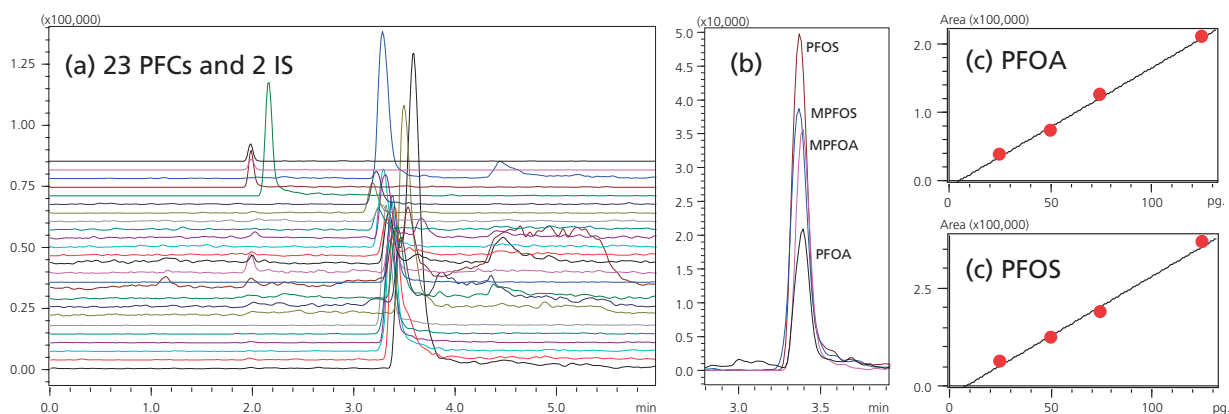 (x100,000)
(a) 23 PFCs and 2 IS
1.25
1.00
0.75
0.50
0.25
0.00
0.0 1.0 2.0 3.0 4.0 5.0 min
(x10,000)
(b)
5.0
4.5
4.0
3.5
3.0
2.5
2.0
1.5
1.0
0.5
0.0
PFOS
MPFOS
MPFOA
PFOA
3.0 3.5 min
Area (x100,000)
(c) PFOA
2.0
1.0
0.0
0 50 100 pg.
Area (x100,000)
(c) PFOS
2.5
0.0
0 50 100 pg.